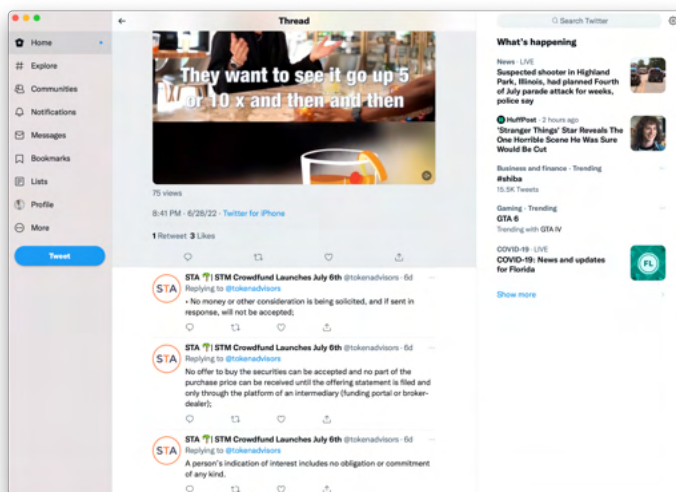 Thread
Search Twitter
Home
Explore
Communities
Notifications
Messages
Bookmarks
Lists
Profile
More
Tweet
They want to see it go up 5
or 10 x and then and then
75 views
8:41 PM · 6/28/22 · Twitter for iPhone
1 Retweet 3 Likes
STA
STA 🌴| STM Crowdfund Launches July 6th @tokenadvisors · 6d
Replying to @tokenadvisors
• No money or other consideration is being solicited, and if sent in
response, will not be accepted;
STA
STA 🌴| STM Crowdfund Launches July 6th @tokenadvisors · 6d
Replying to @tokenadvisors
No offer to buy the securities can be accepted and no part of the
purchase price can be received until the offering statement is filed and
only through the platform of an intermediary (funding portal or broker-
dealer);
STA
STA 🌴| STM Crowdfund Launches July 6th @tokenadvisors · 6d
Replying to @tokenadvisors
A person's indication of interest includes no obligation or commitment
of any kind.
What's happening
News · LIVE
Suspected shooter in Highland
Park, Illinois, had planned Fourth
of July parade attack for weeks,
police say
HuffPost · 2 hours ago
'Stranger Things' Star Reveals The
One Horrible Scene He Was Sure
Would Be Cut
Business and finance · Trending
#shiba
15.5K Tweets
Gaming · Trending
GTA 6
Trending with GTA IV
COVID-19 · LIVE
COVID-19: News and updates
for Florida
FL
Show more